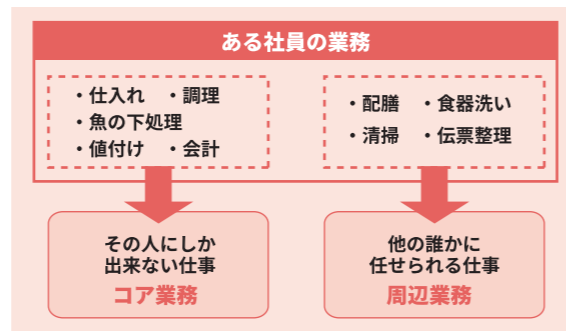 ある社員の業務
・仕入れ ・調理
・魚の下処理
・値付け ・会計
・配膳 ・食器洗い
・清掃 ・伝票整理
その人にしか
出来ない仕事
コア業務
他の誰かに
任せられる仕事
周辺業務